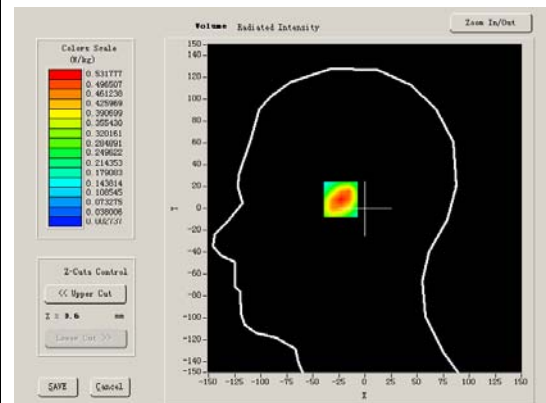 Volume Radiated Intensity
Zoom In/Out
Colors Scale
(W/kg)
0.531777
0.496507
0.461238
0.425969
0.390699
0.355430
0.320161
0.284891
0.249622
0.214353
0.179083
0.143814
0.108545
0.073275
0.038006
0.002737
Z-Cuts Control
<< Upper Cut
mm
Lower Cut >>
SAVE
Cancel
150
140
120
100
80
60
40
20
0
-20
-40
-60
-80
-100
-120
-140
-150
Y
-150 -125 -100 -75 -50 -25 0 25 50 75 100 125 150
X